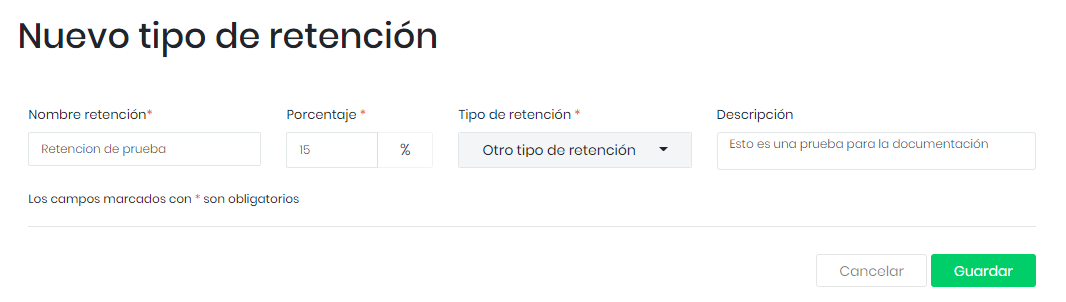 Nuevo tipo de retención
Nombre retención* Porcentaje * Tipo de retención * Descripción
Retencion de prueba 15 % Otro tipo de retención Esto es una prueba para la documentación
Los campos marcados con * son obligatorios
Cancelar Guardar